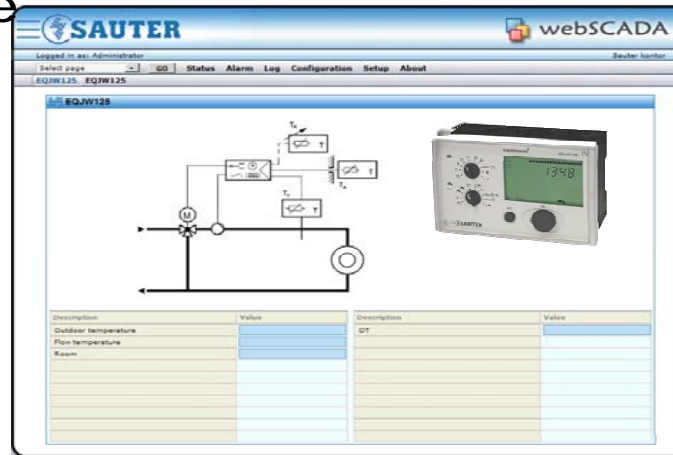 e
SAUTER
webSCADA
Logged in as: Administrator
Sauter kontor
Select page GO Status Alarm Log Configuration Setup About
EQJW125 EQJW125
EQJW125
T
T
M
T
1348
SAUTER
Description Value Description Value
Outdoor temperature DT
Flow temperature
Room